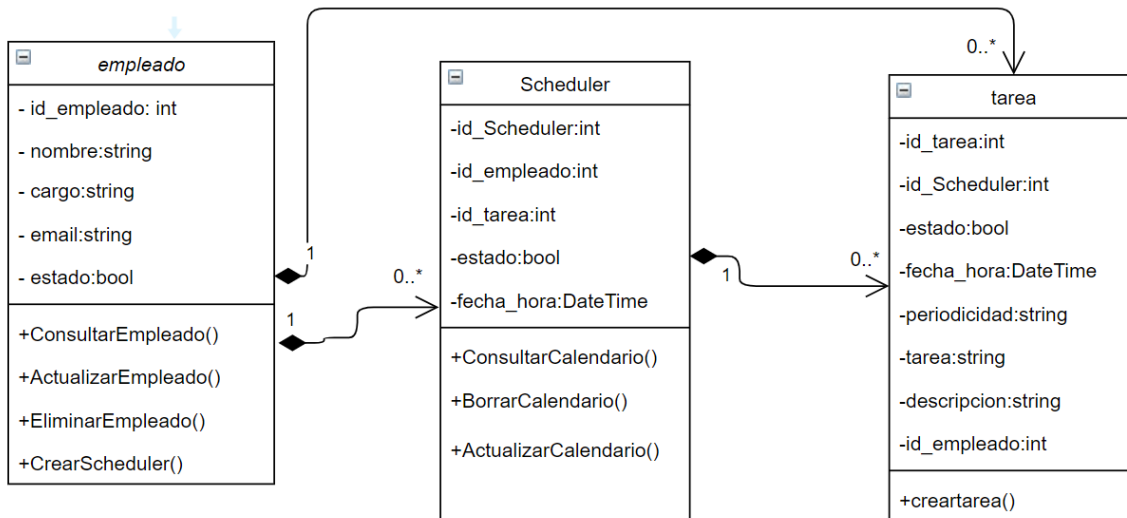 empleado
- id_empleado: int
- nombre:string
- cargo:string
- email:string
- estado:bool
+ConsultarEmpleado()
+ActualizarEmpleado()
+EliminarEmpleado()
+CrearScheduler()
1
0..*
1
0..*
Scheduler
-id_Scheduler:int
-id_empleado:int
-id_tarea:int
-estado:bool
-fecha_hora:DateTime
+ConsultarCalendario()
+BorrarCalendario()
+ActualizarCalendario()
1
0..*
tarea
-id_tarea:int
-id_Scheduler:int
-estado:bool
-fecha_hora:DateTime
-periodicidad:string
-tarea:string
-descripcion:string
-id_empleado:int
+creartarea()